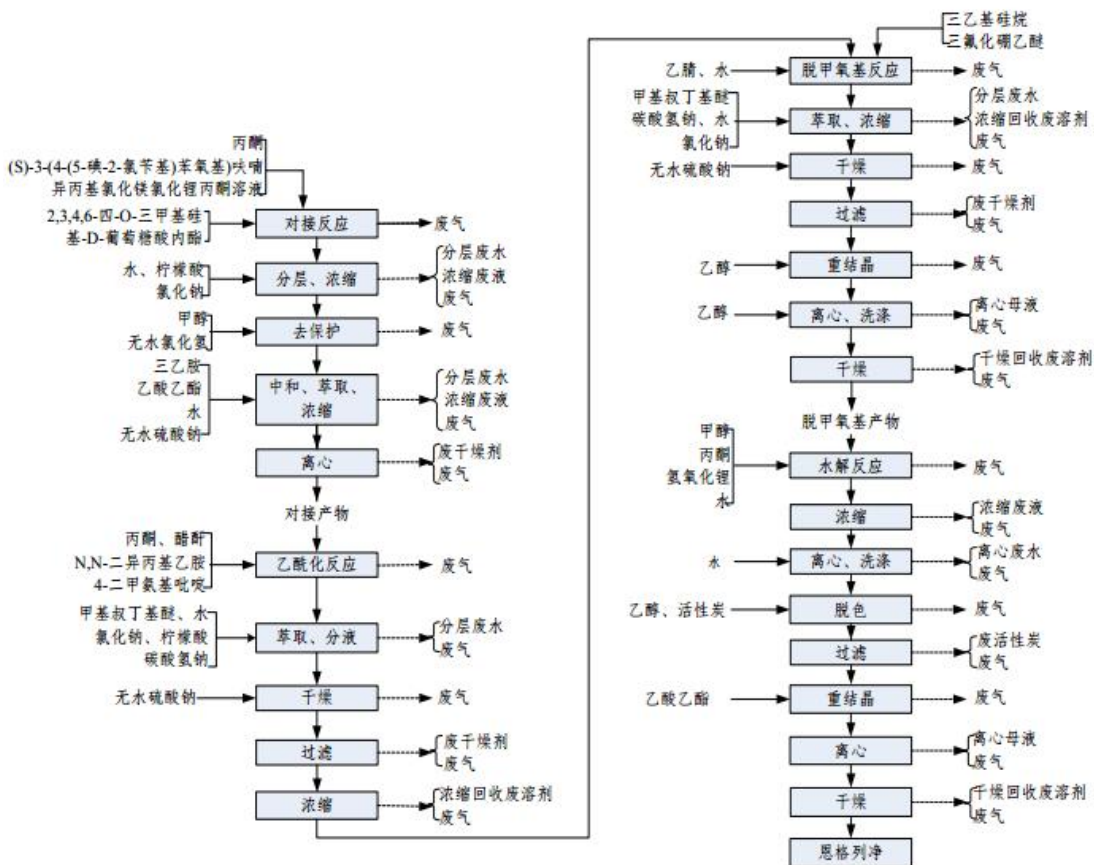 丙酮
(S)-3-(4-(5-碘-2-氯苄基)苯氧基)呋喃
异丙基氯化镁氯化锂丙酮溶液
2,3,4,6-四-O-三甲基硅
基-D-葡萄糖酸内酯
对接反应
废气
水、柠檬酸
氯化钠
分层、浓缩
分层废水
浓缩废液
废气
甲醇
无水氯化氢
去保护
废气
三乙胺
乙酸乙酯
水
无水硫酸钠
中和、萃取、
浓缩
分层废水
浓缩废液
废气
离心
废干燥剂
废气
对接产物
丙酮、醋酐
N,N-二异丙基乙胺
4-二甲氨基吡啶
乙酰化反应
废气
甲基叔丁基醚、水
氯化钠、柠檬酸
碳酸氢钠
萃取、分液
分层废水
废气
无水硫酸钠
干燥
废气
过滤
废干燥剂
废气
浓缩
浓缩回收废溶剂
废气
三乙基硅烷
三氟化硼乙醚
乙腈、水
脱甲氧基反应
废气
甲基叔丁基醚
碳酸氢钠、水
氯化钠
萃取、浓缩
分层废水
浓缩回收废溶剂
废气
无水硫酸钠
干燥
废气
过滤
废干燥剂
废气
乙醇
重结晶
废气
乙醇
离心、洗涤
离心母液
废气
干燥
干燥回收废溶剂
废气
脱甲氧基产物
甲醇
丙酮
氢氧化锂
水
水解反应
废气
浓缩
浓缩废液
废气
水
离心、洗涤
离心废水
废气
乙醇、活性炭
脱色
废气
过滤
废活性炭
废气
乙酸乙酯
重结晶
废气
离心
离心母液
废气
干燥
干燥回收废溶剂
废气
恩格列净